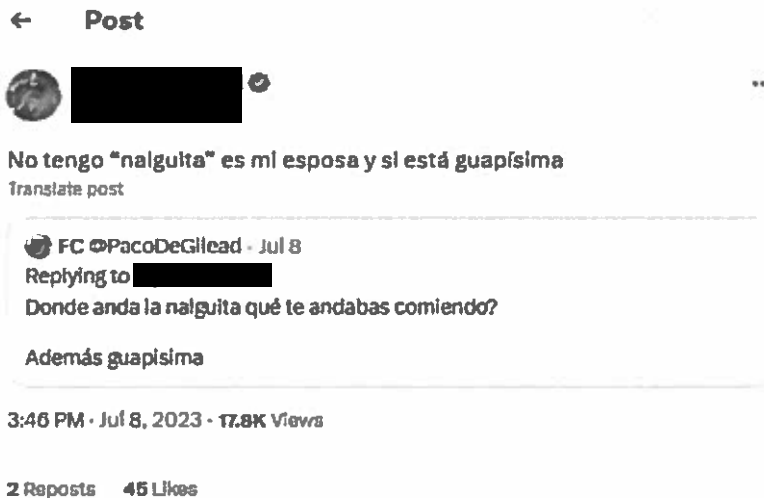 Post
No tengo "nalguita" es mi esposa y si está guapísima
Translate post
FC @PacoDeGilead · Jul 8
Replying to
Donde anda la nalguita qué te andabas comiendo?
Además guapisima
3:46 PM · Jul 8, 2023 · 17.8K Views
2 Reposts 45 Likes